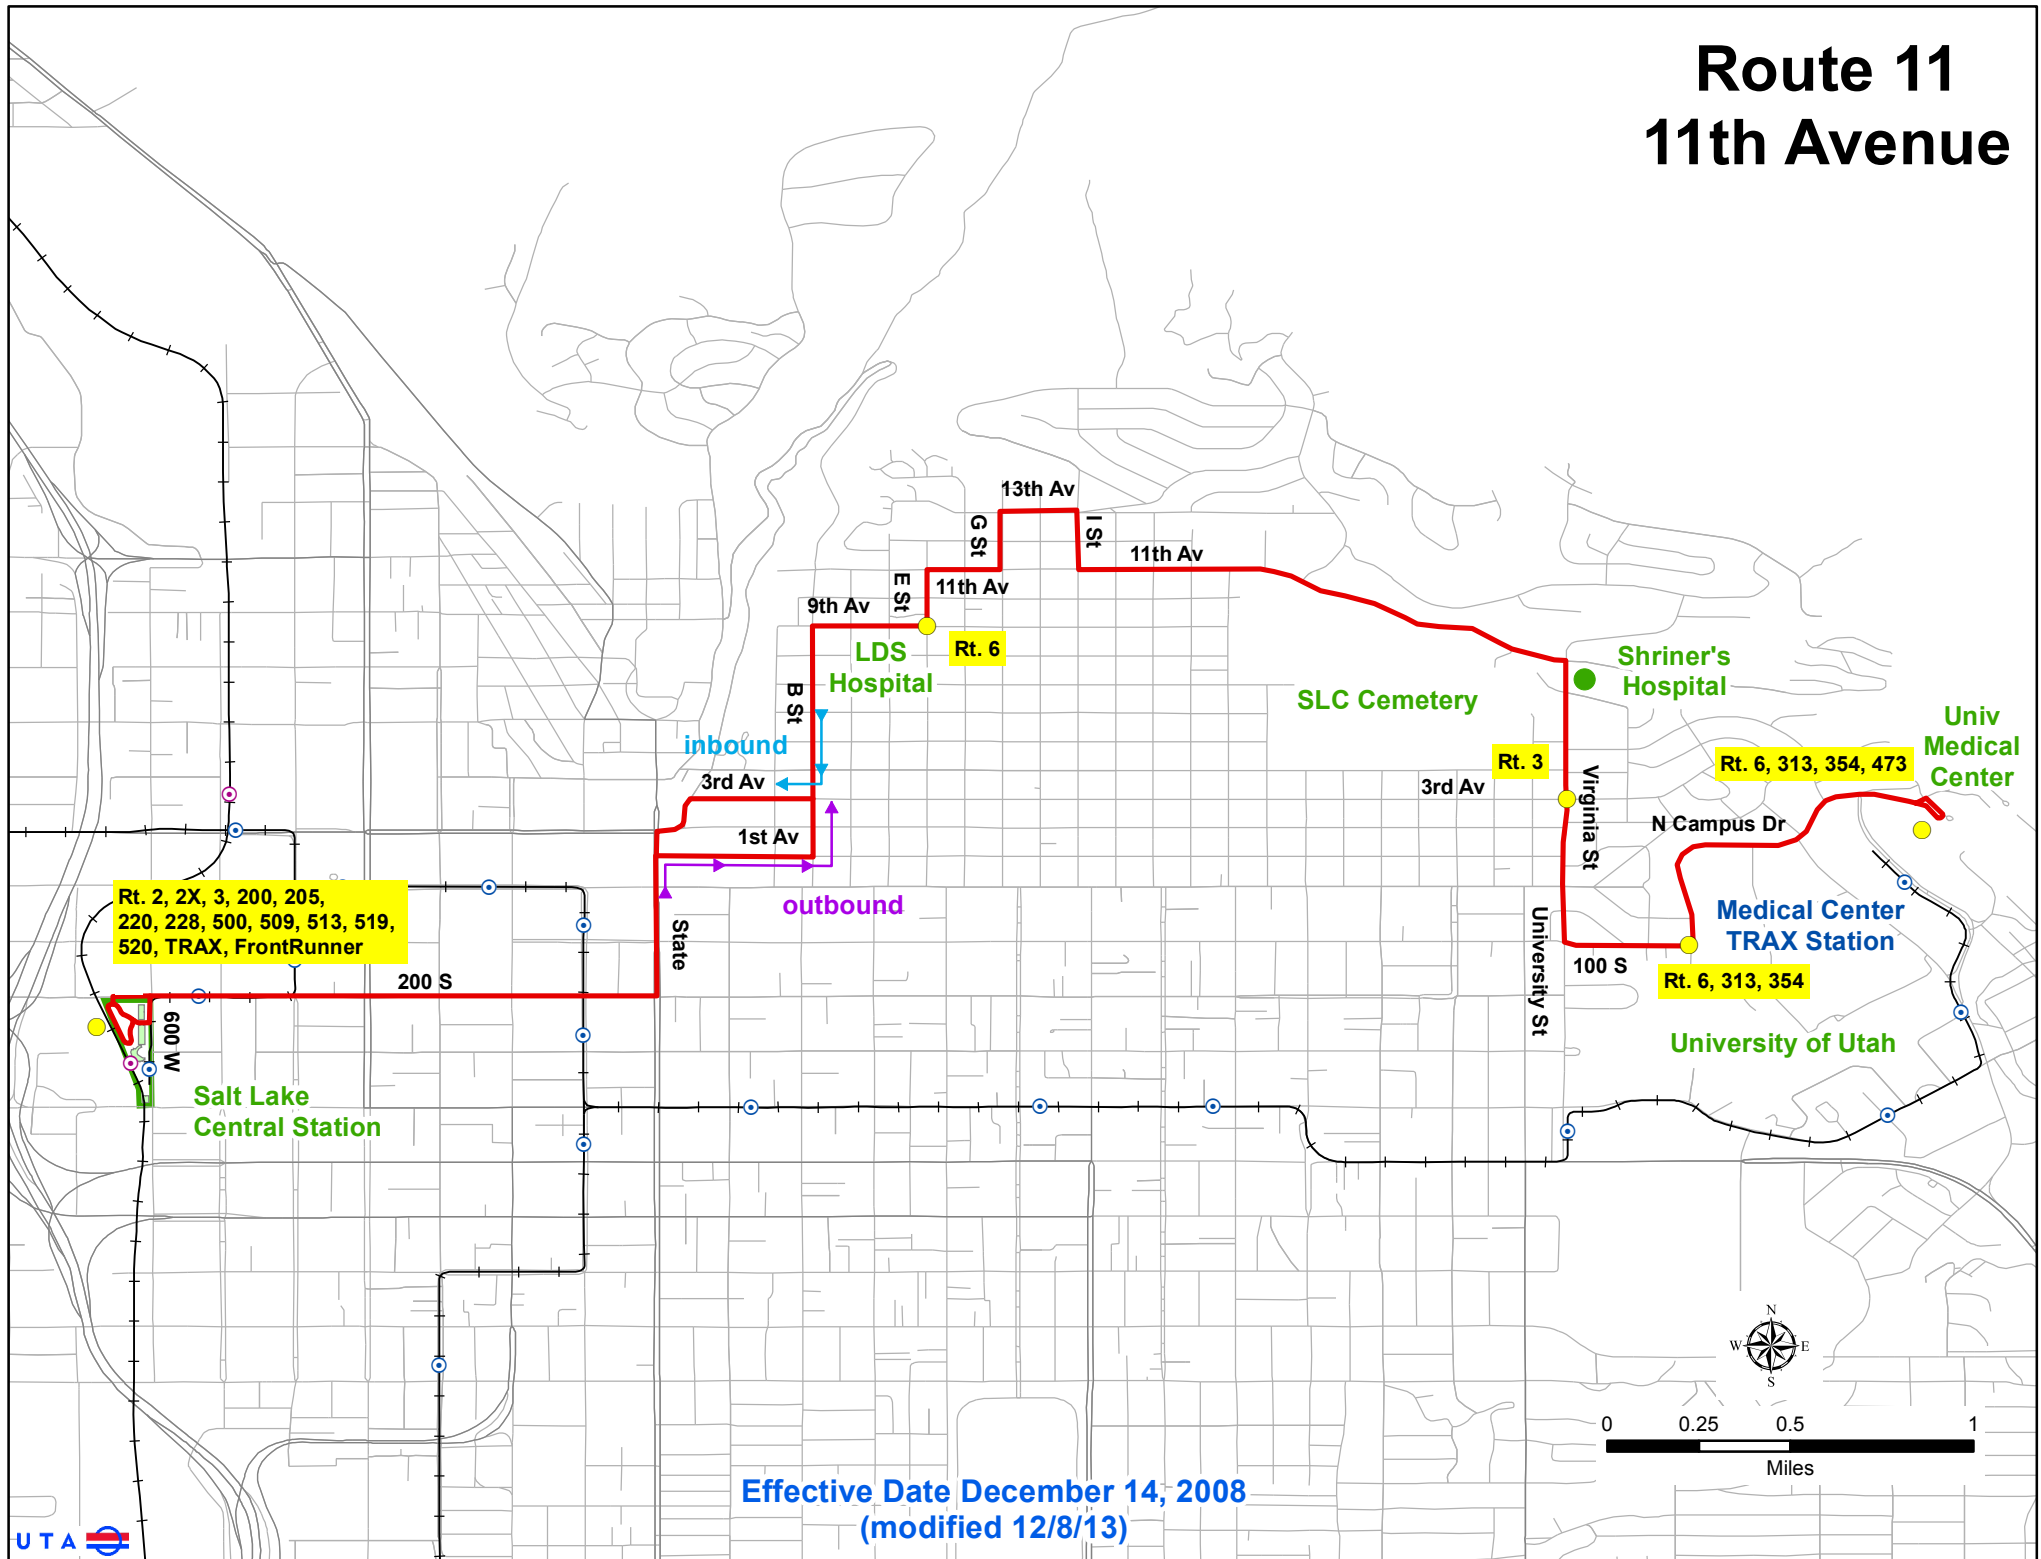 Route 11
11th Avenue
13th Av
G St
I St
11th Av
E St
11th Av
9th Av
Rt. 6
LDS
Hospital
B St
Shriner's
Hospital
SLC Cemetery
Univ
Medical
Center
inbound
3rd Av
Rt. 3
Rt. 6, 313, 354, 473
3rd Av
Virginia St
1st Av
N Campus Dr
Rt. 2, 2X, 3, 200, 205,
220, 228, 500, 509, 513, 519,
520, TRAX, FrontRunner
outbound
State
University St
Medical Center
TRAX Station
200 S
100 S
Rt. 6, 313, 354
600 W
University of Utah
Salt Lake
Central Station
N
W
E
S
0
0.25
0.5
1
Miles
Effective Date December 14, 2008
(modified 12/8/13)
UTA